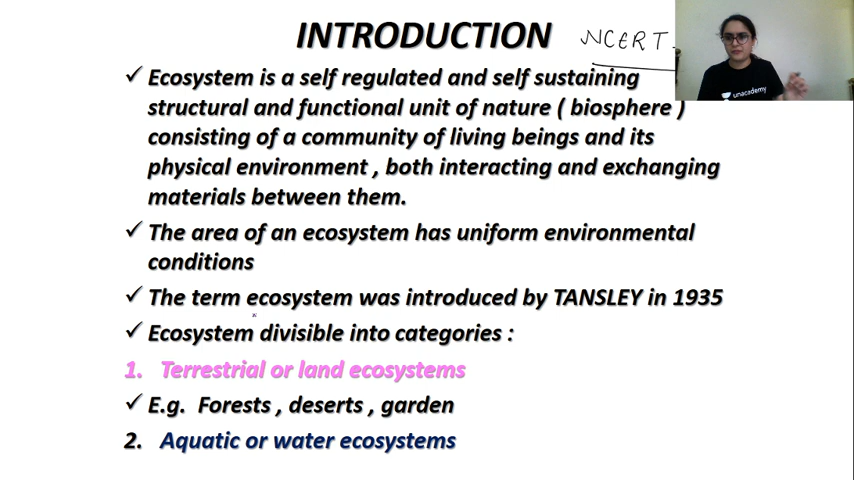 INTRODUCTION
NCERT
unacademy
✓ Ecosystem is a self regulated and self sustaining
structural and functional unit of nature ( biosphere )
consisting of a community of living beings and its
physical environment , both interacting and exchanging
materials between them.
✓ The area of an ecosystem has uniform environmental
conditions
✓ The term ecosystem was introduced by TANSLEY in 1935
✓ Ecosystem divisible into categories :
1. Terrestrial or land ecosystems
✓ E.g. Forests , deserts , garden
2. Aquatic or water ecosystems